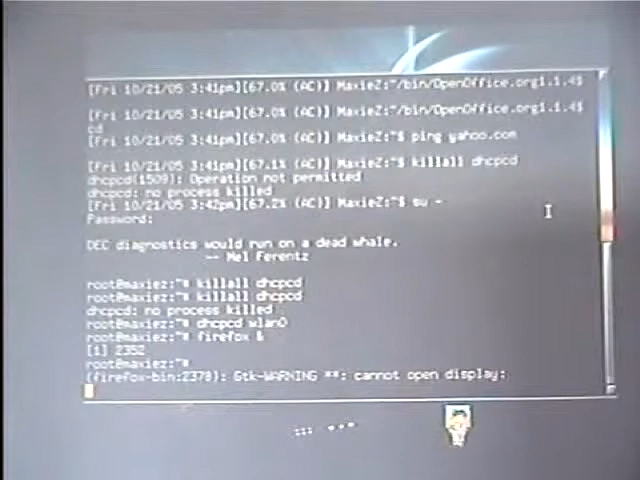 [Fri 10/21/05 3:41pm][67.0% (AC)] MaxieZ:~/bin/OpenOffice.org1.1.4$
[Fri 10/21/05 3:41pm][67.0% (AC)] MaxieZ:~/bin/OpenOffice.org1.1.4$
cd
[Fri 10/21/05 3:41pm][67.0% (AC)] MaxieZ:~$ ping yahoo.com
[Fri 10/21/05 3:41pm][67.1% (AC)] MaxieZ:~$ killall dhcpcd
dhcpcd(1509): Operation not permitted
dhcpcd: no process killed
[Fri 10/21/05 3:42pm][67.2% (AC)] MaxieZ:~$ su -
Password:
DEC diagnostics would run on a dead whale.
-- Mel Ferentz
root@maxiez:~# killall dhcpcd
root@maxiez:~# killall dhcpcd
dhcpcd: no process killed
root@maxiez:~# dhcpcd wlan0
root@maxiez:~# firefox &
[1] 2352
root@maxiez:~#
(firefox-bin:2378): Gtk-WARNING **: cannot open display: